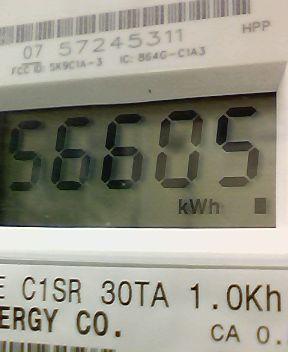 HPP
07 57245311
FCC ID: SK9C1A-3 IC: 864G-C1A3
56605
kWh
C1SR 30TA 1.0Kh
ERGY CO.
CA 0.